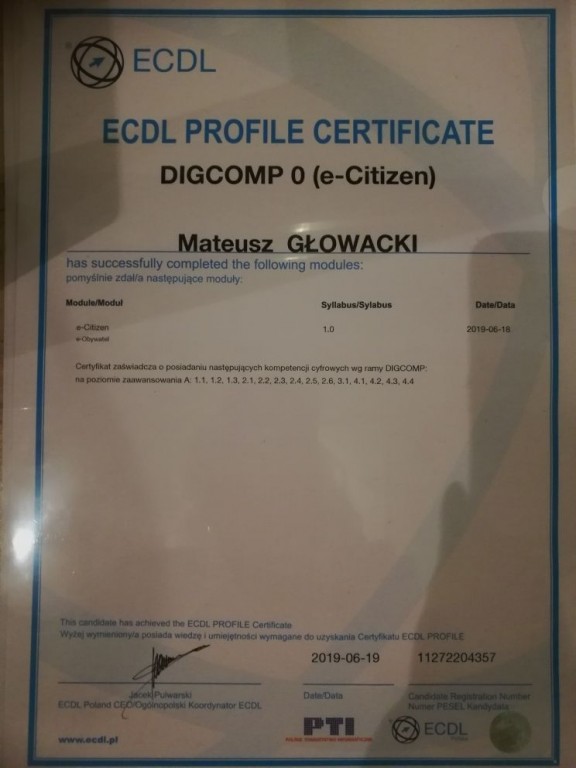 ECDL
ECDL PROFILE CERTIFICATE
DIGCOMP 0 (e-Citizen)
Mateusz GŁOWACKI
has successfully completed the following modules:
pomyślnie zdał/a następujące moduły:
Module/Moduł Syllabus/Sylabus Date/Data
e-Citizen 1.0 2019-06-18
e-Obywatel
Certyfikat zaświadcza o posiadaniu następujących kompetencji cyfrowych wg ramy DIGCOMP:
na poziomie zaawansowania A: 1.1, 1.2, 1.3, 2.1, 2.2, 2.3, 2.4, 2.5, 2.6, 3.1, 4.1, 4.2, 4.3, 4.4
This candidate has achieved the ECDL PROFILE Certificate
Wyżej wymieniony/a posiada wiedzę i umiejętności wymagane do uzyskania Certyfikatu ECDL PROFILE
2019-06-19 11272204357
Jacek Pulwarski Date/Data Candidate Registration Number
ECDL Poland CEO/Ogólnopolski Koordynator ECDL Numer PESEL Kandydata
www.ecdl.pl PTI ECDL
POLSKIE TOWARZYSTWO INFORMATYCZNE Polska